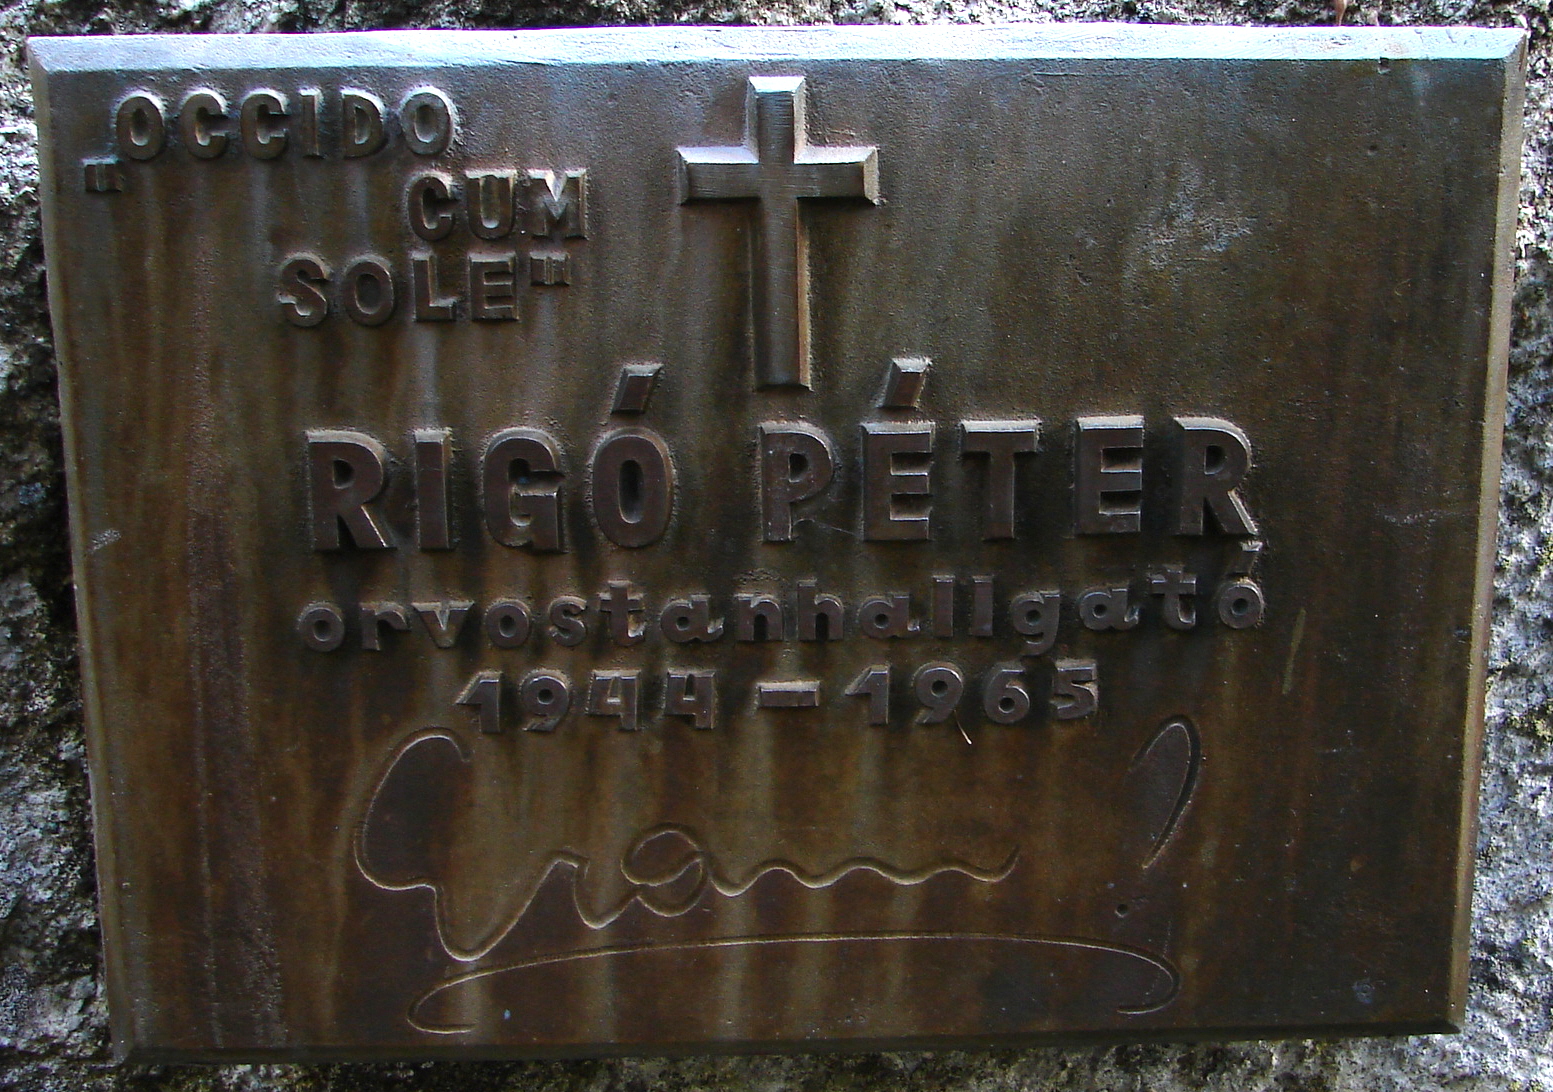 „OCCIDO
CUM
SOLE"
RIGÓ PÉTER
orvostanhallgató
1944 - 1965